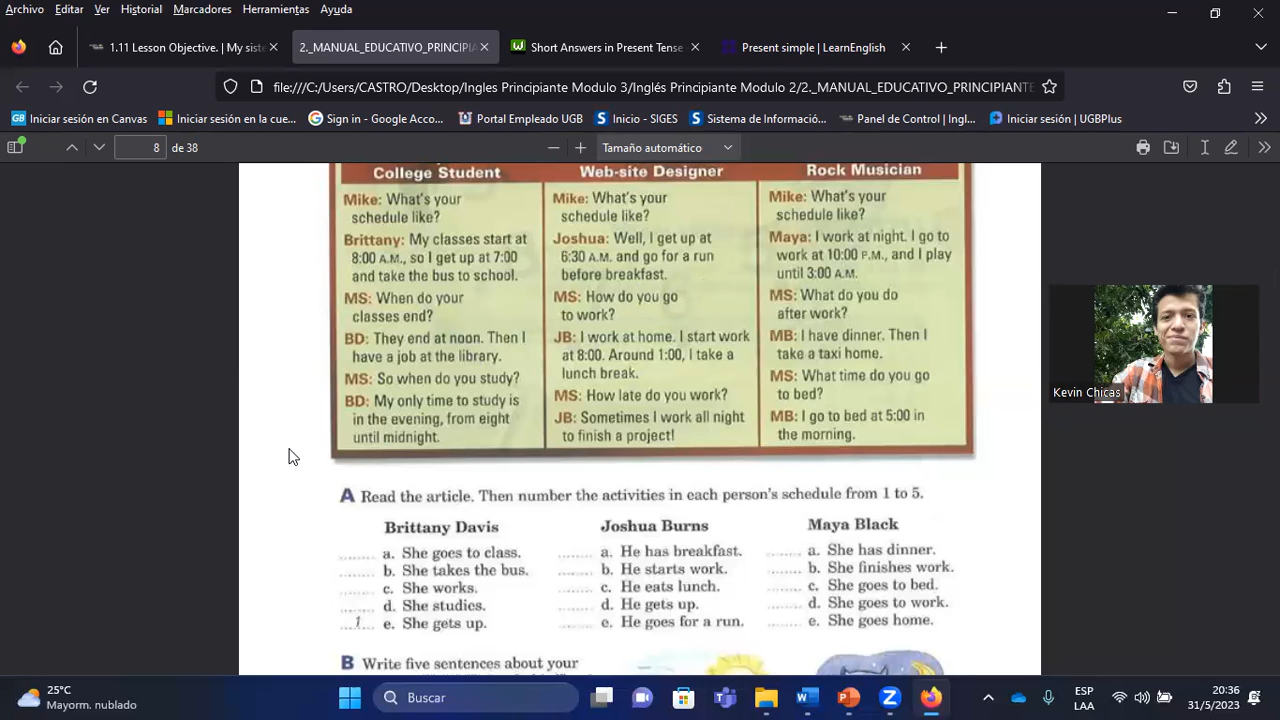 Archivo Editar Ver Historial Marcadores Herramientas Ayuda
1.11 Lesson Objective. | My siste
2._MANUAL_EDUCATIVO_PRINCIPIA
Short Answers in Present Tense
Present simple | LearnEnglish
file:///C:/Users/CASTRO/Desktop/Ingles Principiante Modulo 3/Inglés Principiante Modulo 2/2._MANUAL_EDUCATIVO_PRINCIPIANTE
Iniciar sesión en Canvas
Iniciar sesión en la cue...
Sign in - Google Acco...
Portal Empleado UGB
Inicio - SIGES
Sistema de Informació...
Panel de Control | Ingl...
Iniciar sesión | UGBPlus
8 de 38
Tamaño automático
College Student
Mike: What's your
schedule like?
Brittany: My classes start at
8:00 A.M., so I get up at 7:00
and take the bus to school.
MS: When do your
classes end?
BD: They end at noon. Then I
have a job at the library.
MS: So when do you study?
BD: My only time to study is
in the evening, from eight
until midnight.
Web-site Designer
Mike: What's your
schedule like?
Joshua: Well, I get up at
6:30 A.M. and go for a run
before breakfast.
MS: How do you go
to work?
JB: I work at home. I start work
at 8:00. Around 1:00, I take a
lunch break.
MS: How late do you work?
JB: Sometimes I work all night
to finish a project!
Rock Musician
Mike: What's your
schedule like?
Maya: I work at night. I go to
work at 10:00 P.M., and I play
until 3:00 A.M.
MS: What do you do
after work?
MB: I have dinner. Then I
take a taxi home.
MS: What time do you go
to bed?
MB: I go to bed at 5:00 in
the morning.
Kevin Chicas
A Read the article. Then number the activities in each person's schedule from 1 to 5.
Brittany Davis
a. She goes to class.
b. She takes the bus.
c. She works.
d. She studies.
1 e. She gets up.
Joshua Burns
a. He has breakfast.
b. He starts work.
c. He eats lunch.
d. He gets up.
e. He goes for a run.
Maya Black
a. She has dinner.
b. She finishes work.
c. She goes to bed.
d. She goes to work.
e. She goes home.
B Write five sentences about your
25°C
Mayorm. nublado
Buscar
ESP
LAA
20:36
31/5/2023